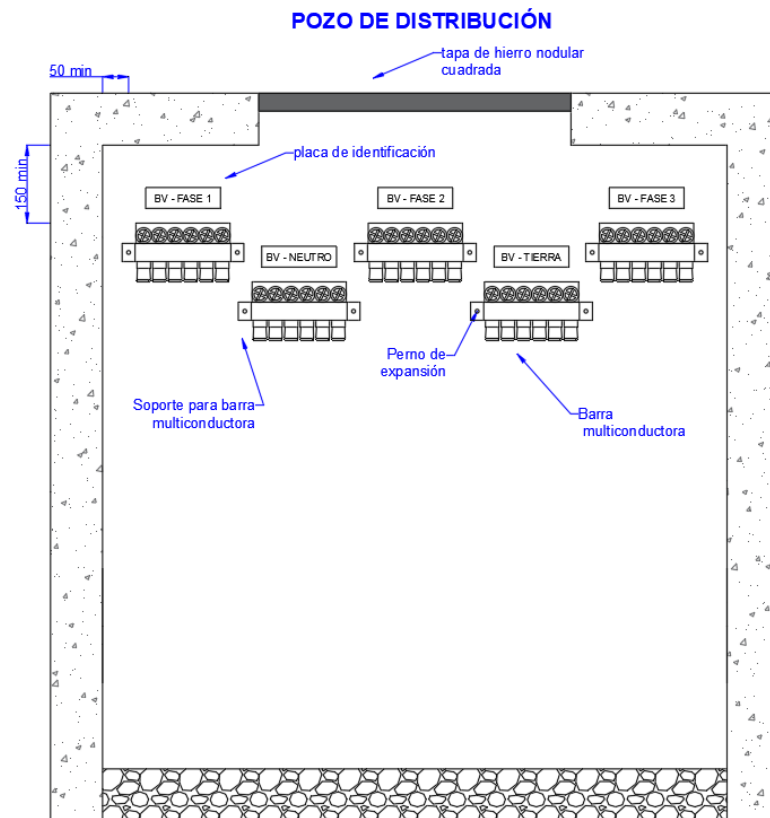 POZO DE DISTRIBUCIÓN
tapa de hierro nodular
cuadrada
50 min
placa de identificación
150 min
BV - FASE 1
BV - FASE 2
BV - FASE 3
BV - NEUTRO
BV - TIERRA
Perno de
expansión
Soporte para barra
multiconductora
Barra
multiconductora